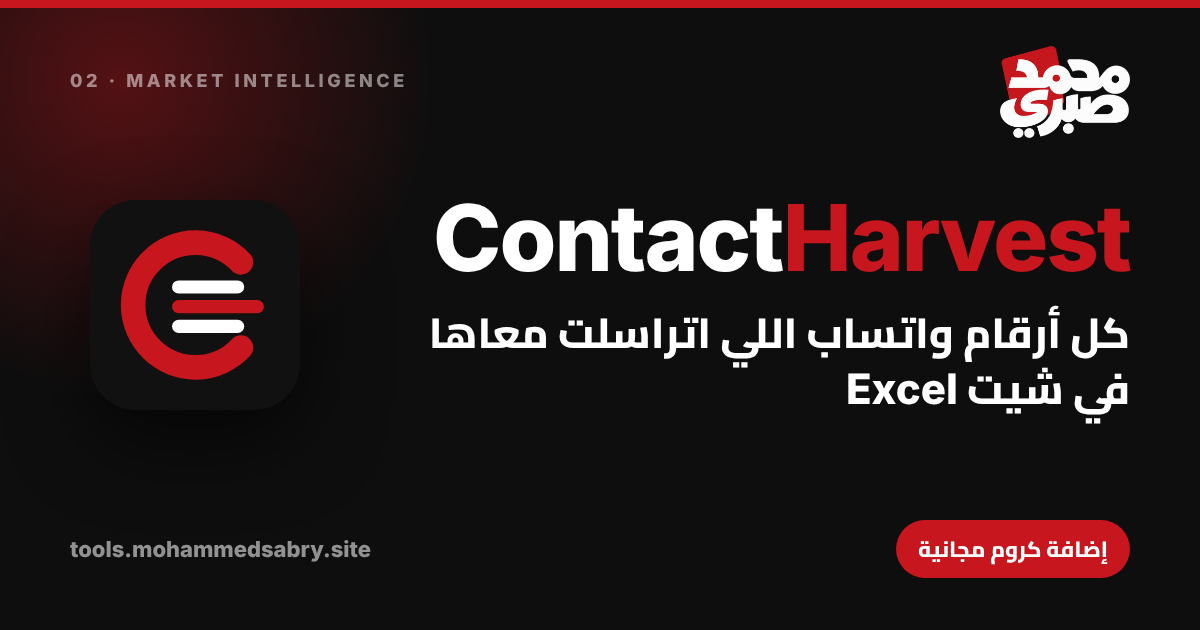 02 · MARKET INTELLIGENCE
محمد
صبري
ContactHarvest
كل أرقام واتساب اللي اتراسلت معاها
في شيت Excel
tools.mohammedsabry.site
إضافة كروم مجانية